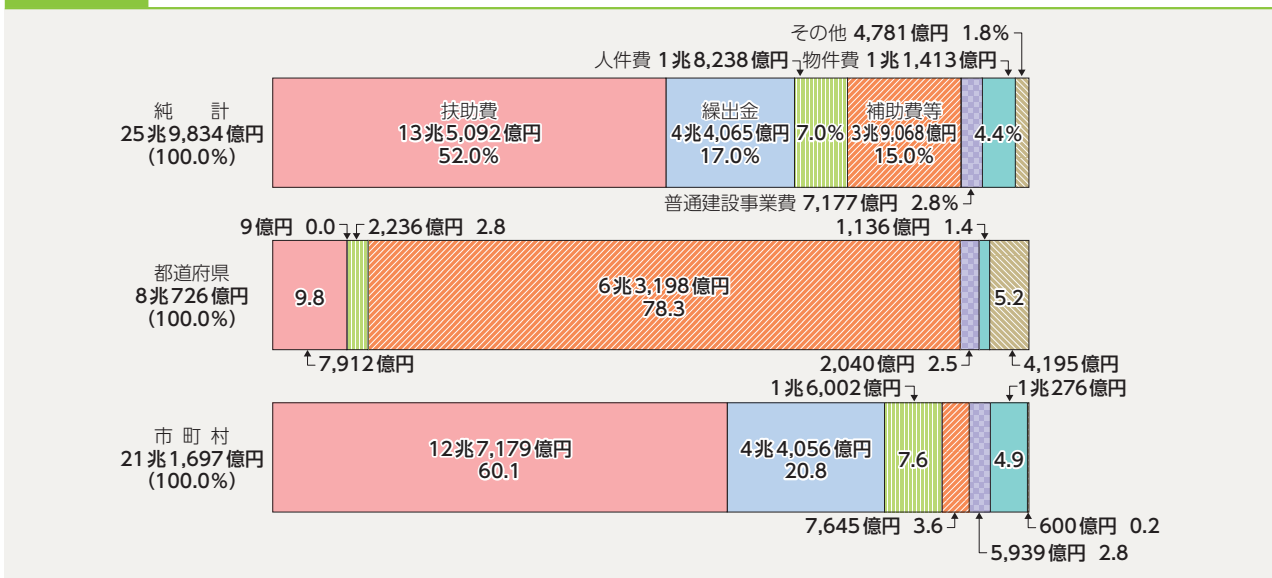 その他 4,781億円 1.8%
人件費 1兆8,238億円 物件費 1兆1,413億円
純計
25兆9,834億円
(100.0%)
扶助費
13兆5,092億円
52.0%
繰出金
4兆4,065億円
17.0%
7.0%
補助費等
3兆9,068億円
15.0%
4.4%
普通建設事業費 7,177億円 2.8%
9億円 0.0
2,236億円 2.8
1,136億円 1.4
都道府県
8兆726億円
(100.0%)
9.8
6兆3,198億円
78.3
5.2
7,912億円
2,040億円 2.5
4,195億円
1兆6,002億円
1兆276億円
市町村
21兆1,697億円
(100.0%)
12兆7,179億円
60.1
4兆4,056億円
20.8
7.6
4.9
7,645億円 3.6
600億円 0.2
5,939億円 2.8